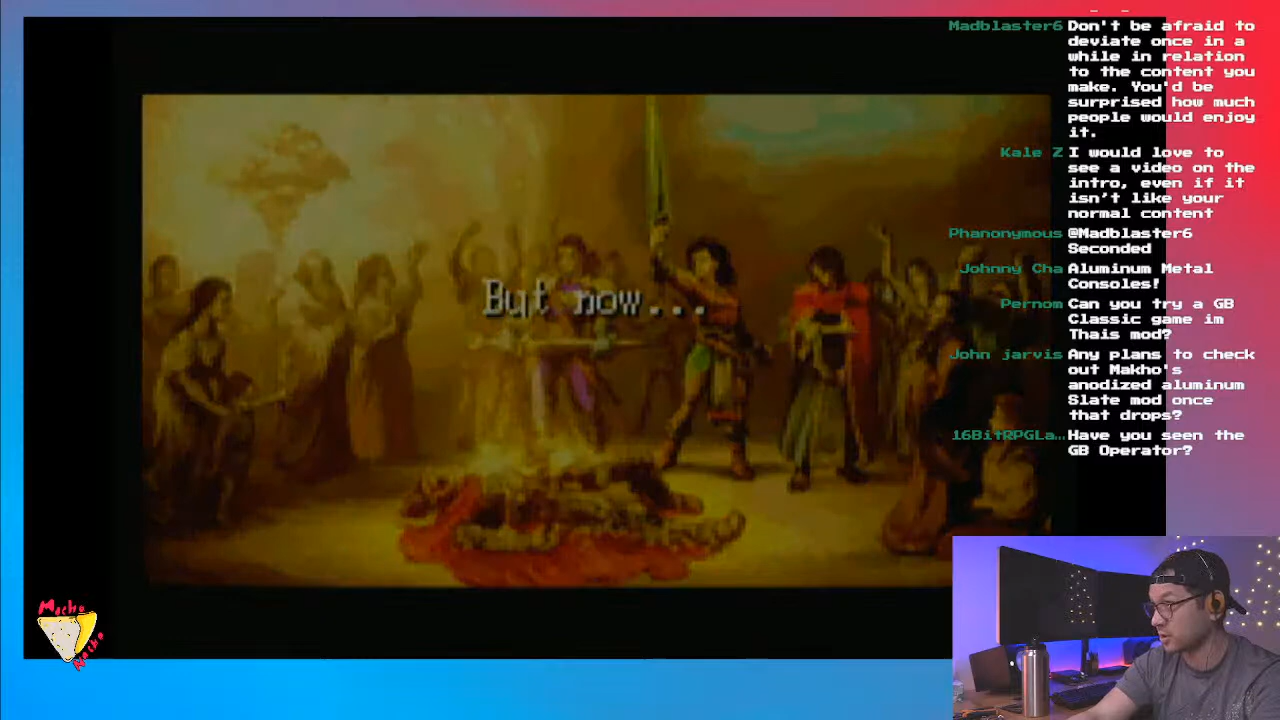 Madblaster6 Don't be afraid to
deviate once in a
while in relation
to the content you
make. You'd be
surprised how much
people would enjoy
it.
Kale Z I would love to
see a video on the
intro, even if it
isn't like your
normal content
Phanonymous @Madblaster6
Seconded
Johnny Cha Aluminum Metal
Consoles!
Pernom Can you try a GB
Classic game im
Thais mod?
John jarvis Any plans to check
out Makho's
anodized aluminum
Slate mod once
that drops?
16BitRPGLa… Have you seen the
GB Operator?
But now...
Macho
Nacho